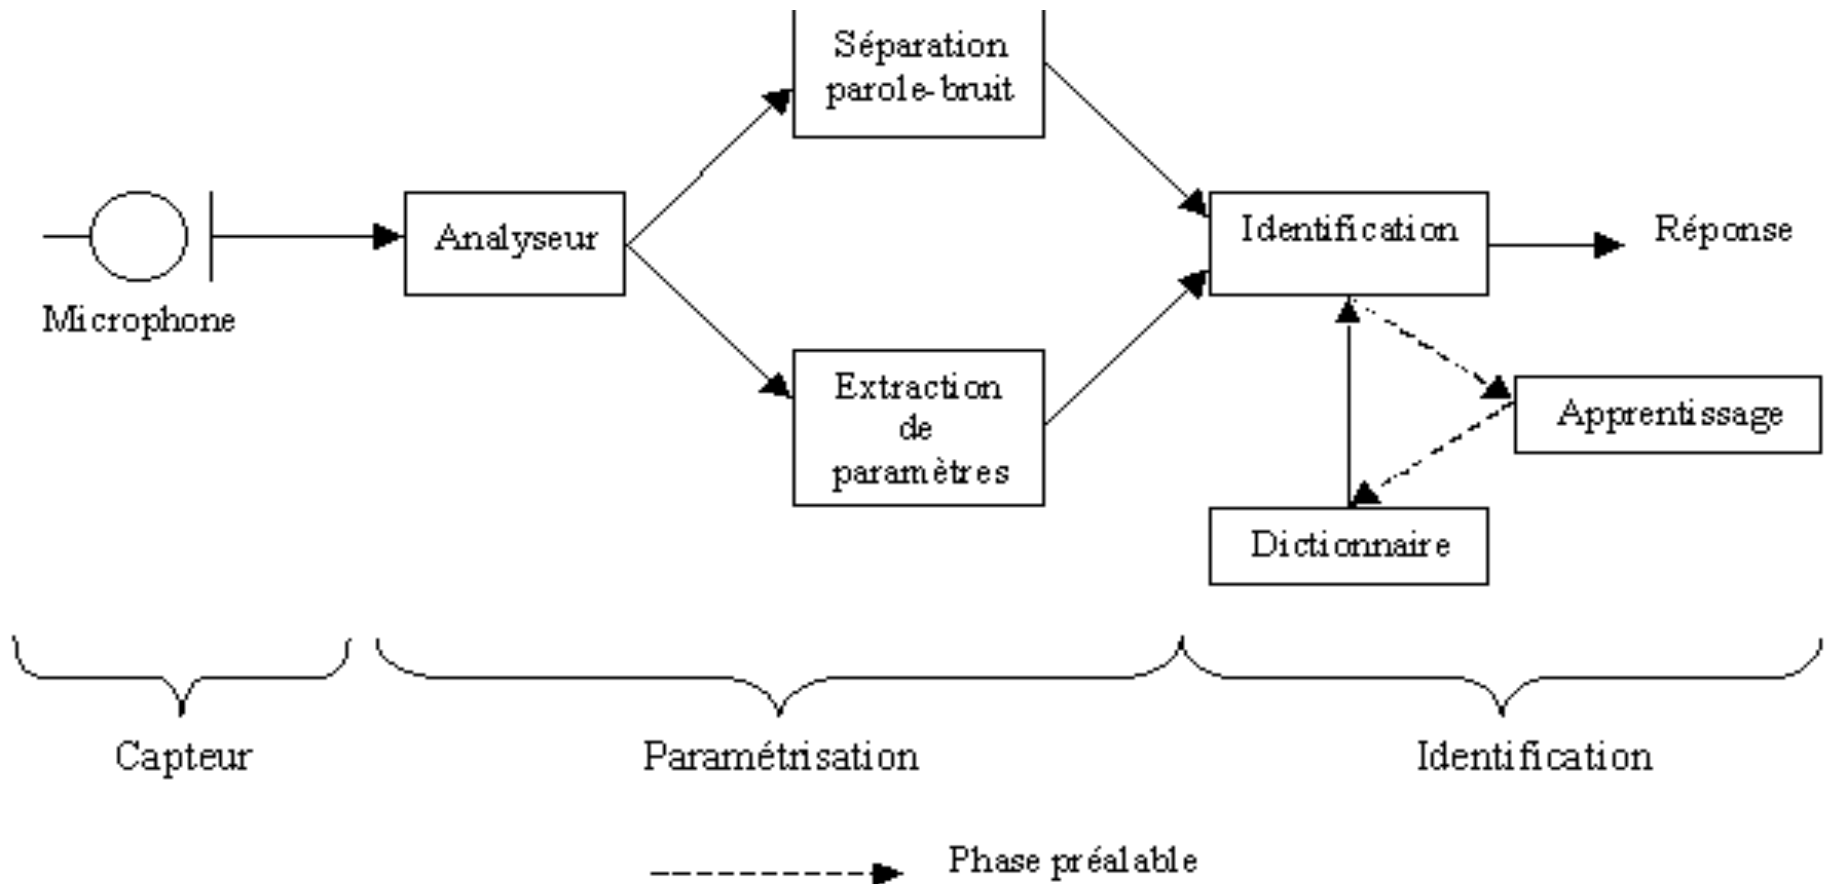 Séparation
parole-bruit
Microphone
Analyseur
Identification
Réponse
Extraction
de
paramètres
Apprentissage
Dictionnaire
Capteur
Paramétrisation
Identification
Phase préalable